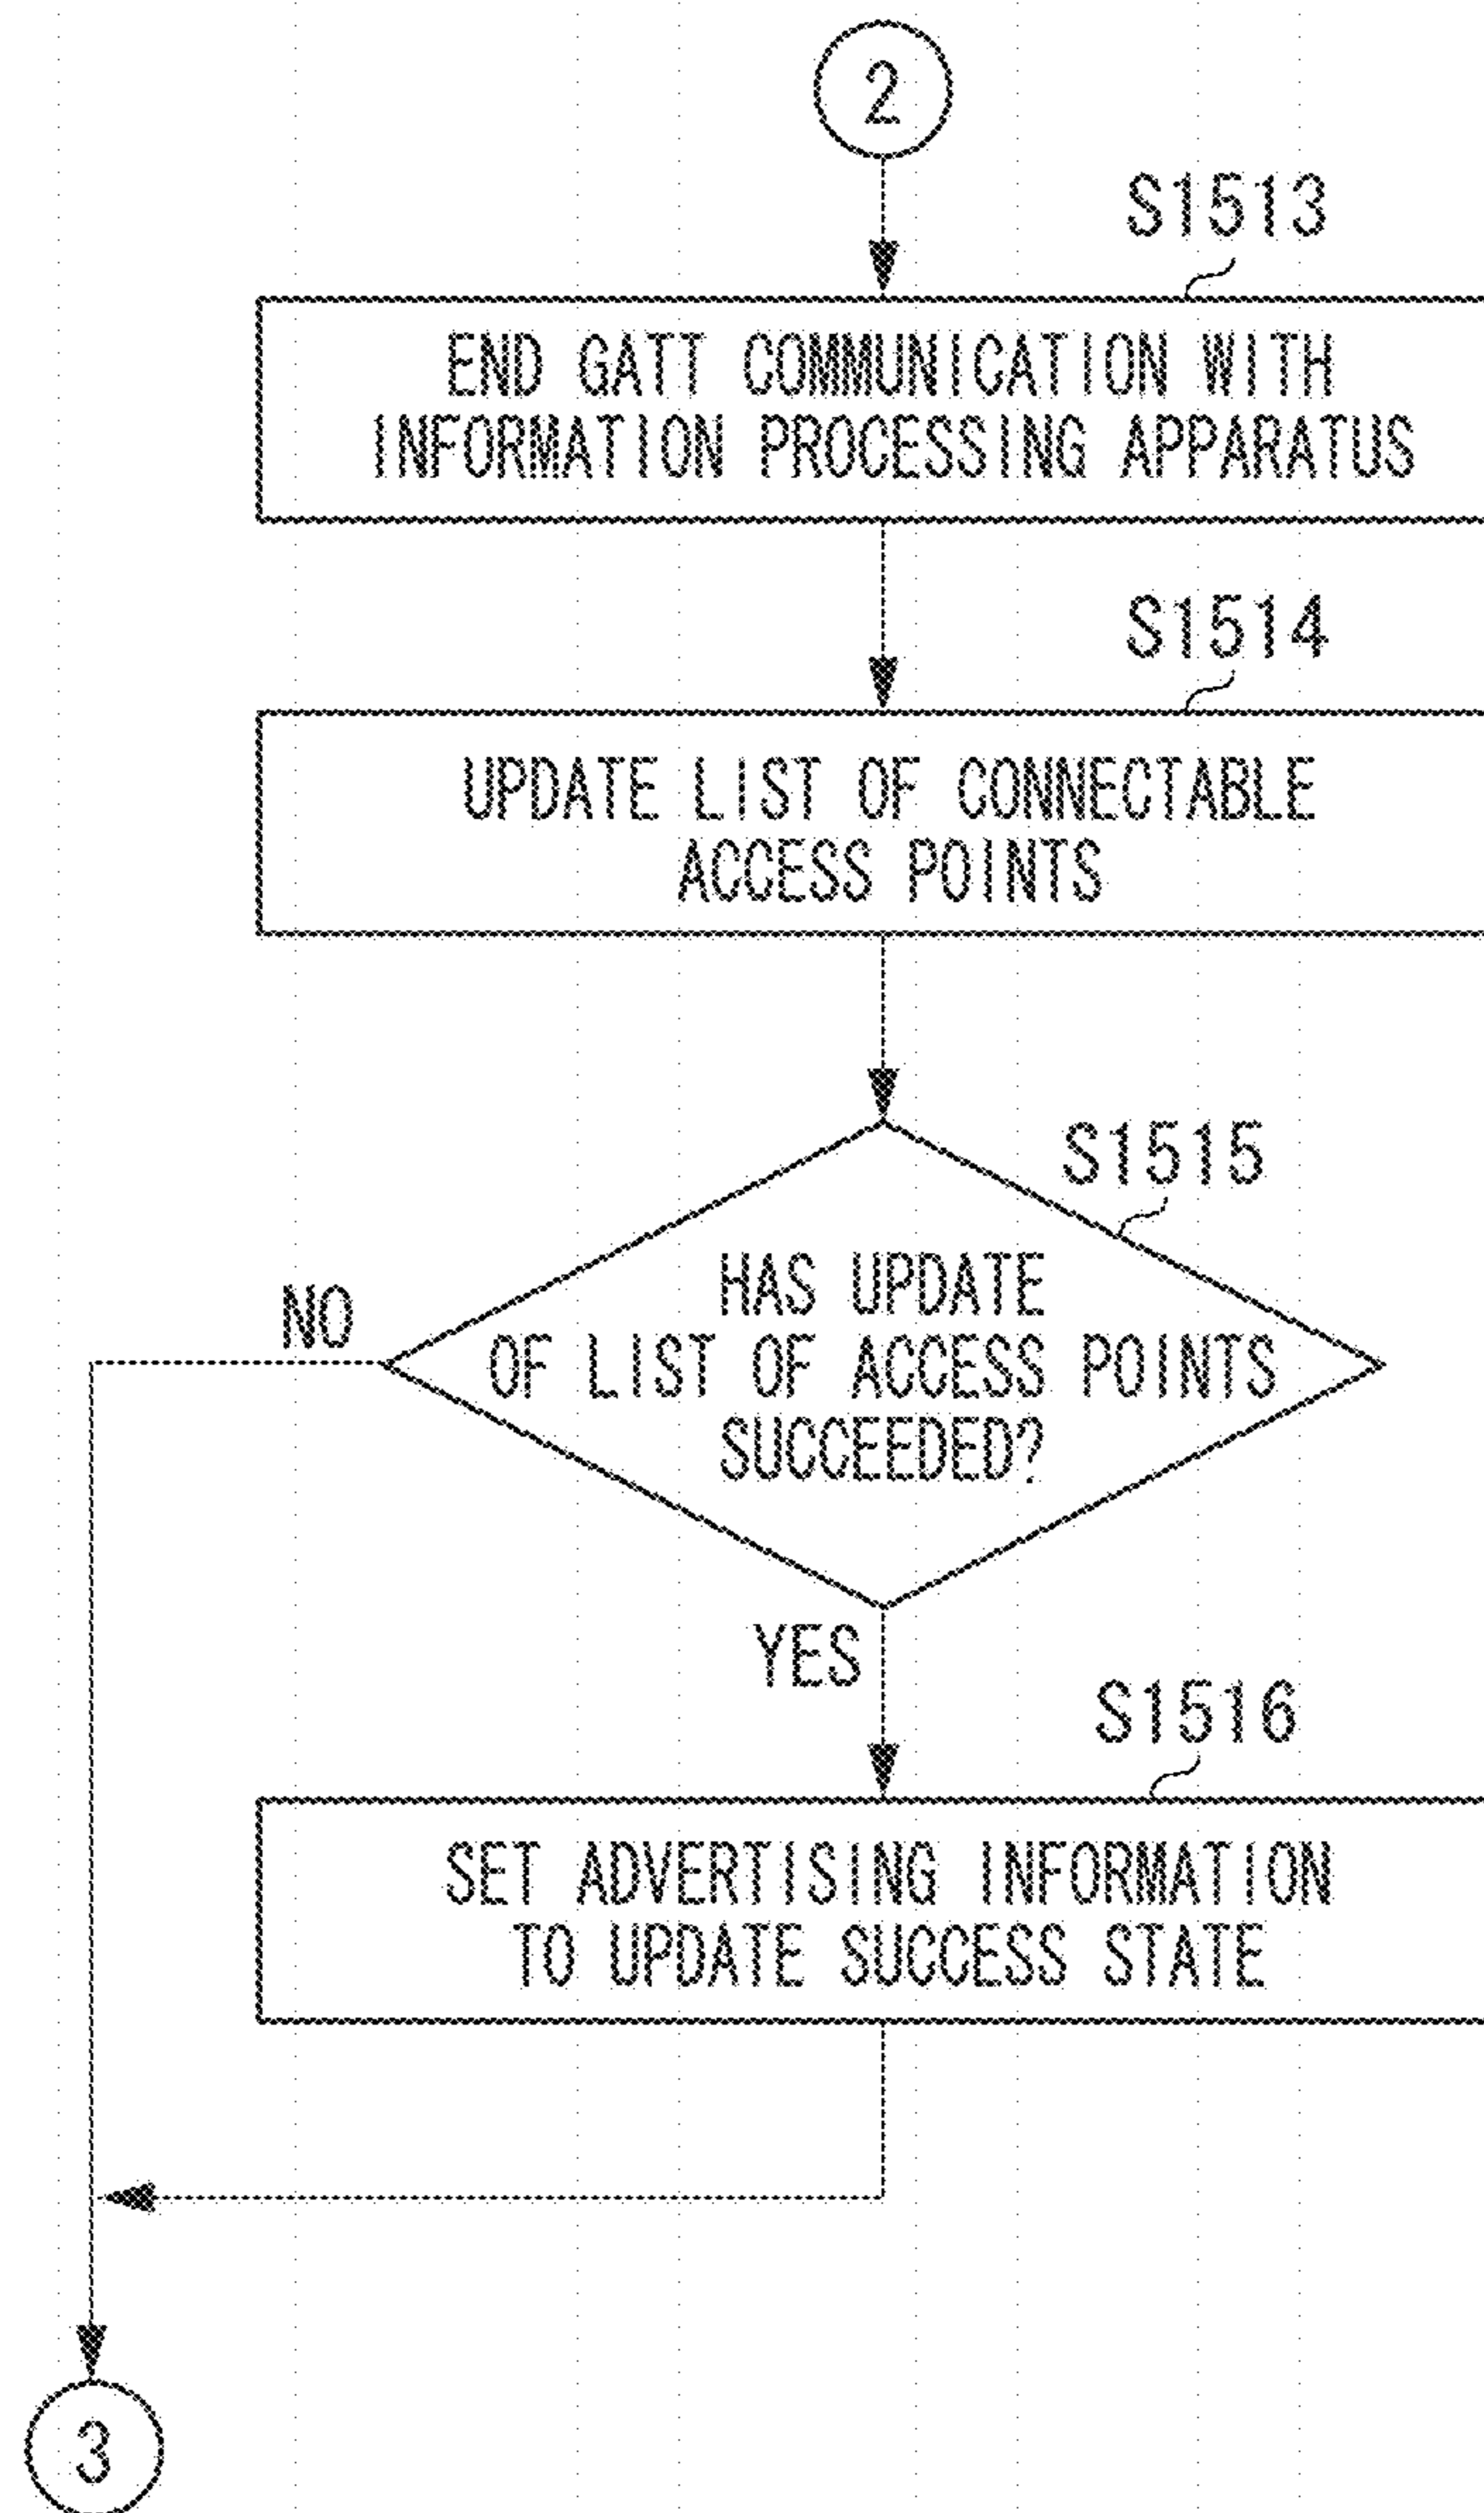 2
S1513
END GATT COMMUNICATION WITH
INFORMATION PROCESSING APPARATUS
S1514
UPDATE LIST OF CONNECTABLE
ACCESS POINTS
S1515
HAS UPDATE
OF LIST OF ACCESS POINTS
SUCCEEDED?
NO
YES
S1516
SET ADVERTISING INFORMATION
TO UPDATE SUCCESS STATE
3